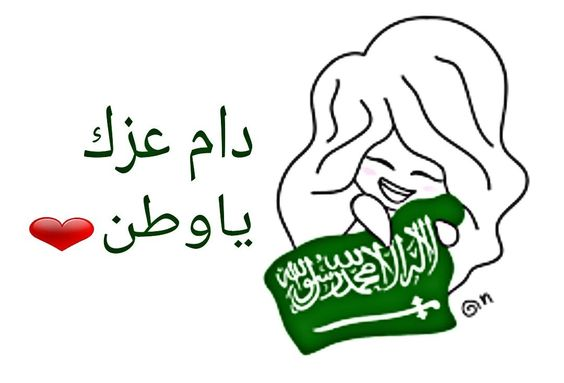 دام عزك
ياوطن ❤
لا إله إلا الله محمد رسول الله